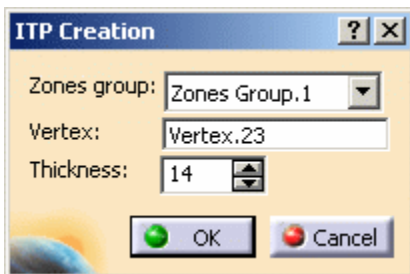 ITP Creation ? X
Zones group: Zones Group.1
Vertex: Vertex.23
Thickness: 14
OK Cancel